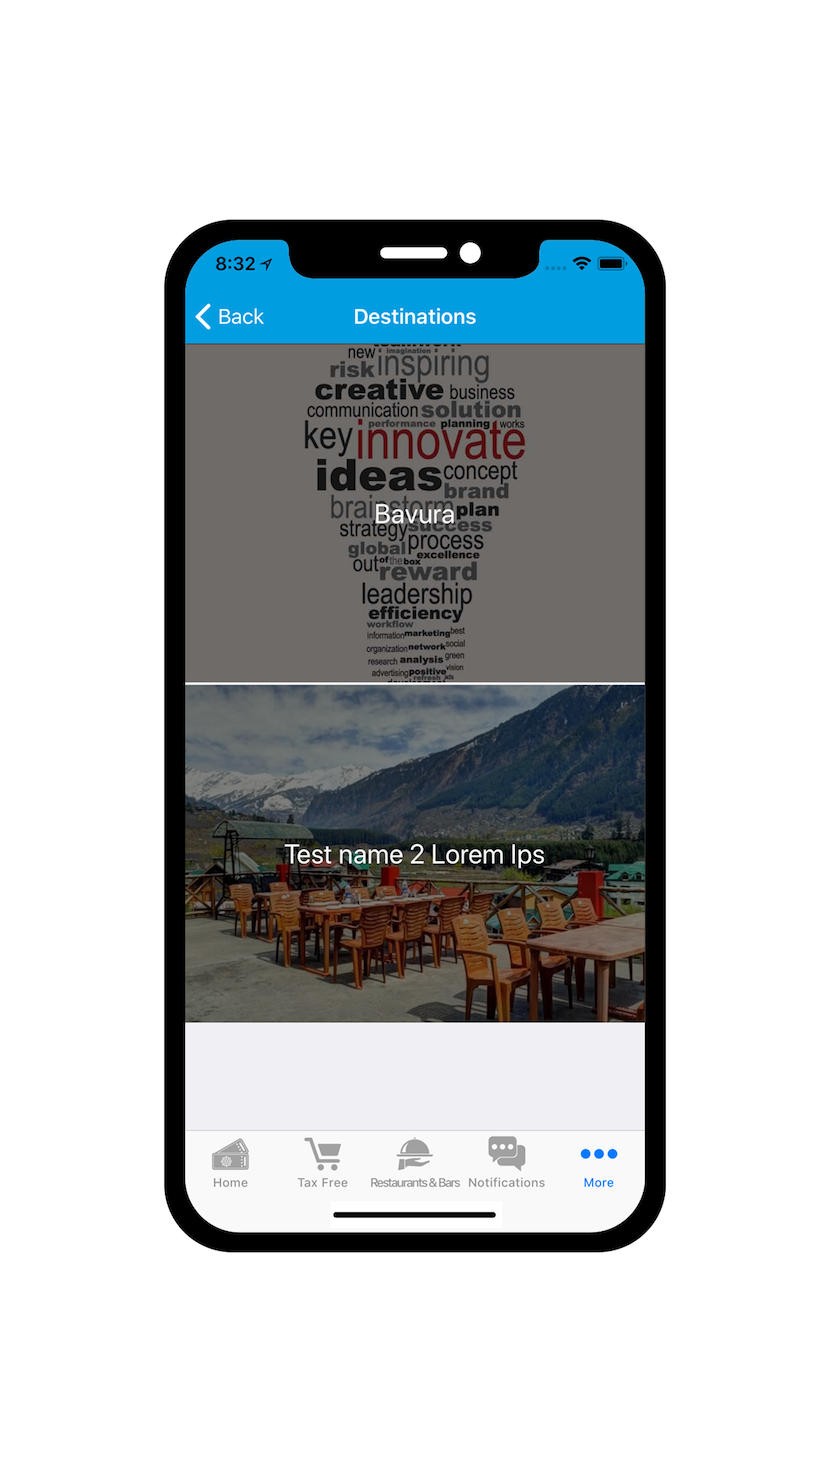 8:32
Back
Destinations
new imagination
risk inspiring
creative business
communication solution
performance planning works
key innovate
ideas concept
brand
brainstorm plan
Bavura
strategy success
global process
excellence
out of the box
reward
leadership
efficiency
workflow
information marketing best
organization network social
green
research analysis
vision
advertising positive
refresh ads
Test name 2 Lorem Ips
Home
Tax Free
Restaurants & Bars
Notifications
More